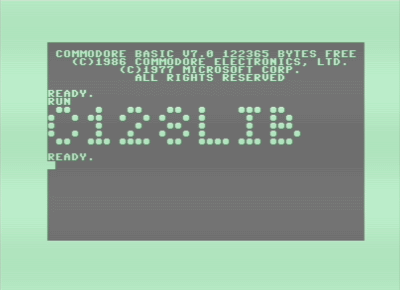 COMMODORE BASIC V7.0 122365 BYTES FREE
(C)1986 COMMODORE ELECTRONICS, LTD.
(C)1977 MICROSOFT CORP.
ALL RIGHTS RESERVED
READY.
RUN
C128LIB
READY.